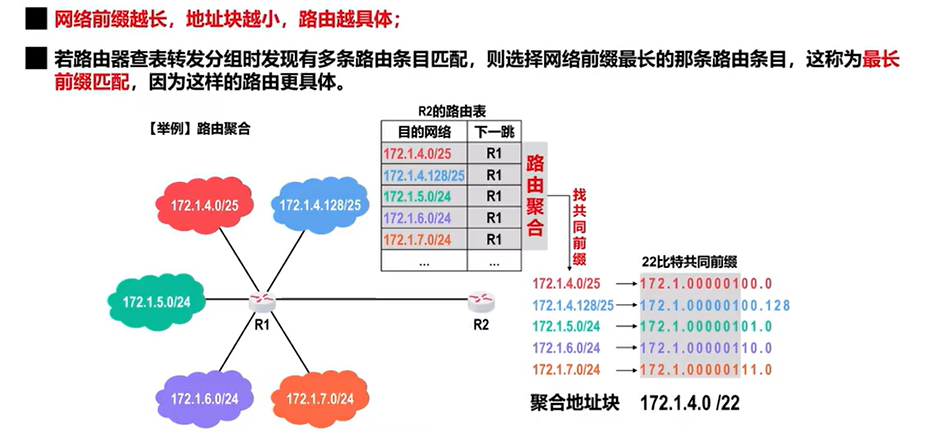 网络前缀越长，地址块越小，路由越具体；
若路由器查表转发分组时发现有多条路由条目匹配，则选择网络前缀最长的那条路由条目，这称为最长
前缀匹配，因为这样的路由更具体。
【举例】路由聚合
R2的路由表
目的网络 下一跳
172.1.4.0/25 R1
172.1.4.128/25 R1
172.1.5.0/24 R1
172.1.6.0/24 R1
172.1.7.0/24 R1
... ...
路由聚合
找共同前缀
172.1.4.0/25
172.1.4.128/25
172.1.5.0/24
R1
R2
172.1.6.0/24
172.1.7.0/24
22比特共同前缀
172.1.4.0/25 172.1.00000100.0
172.1.4.128/25 172.1.00000100.128
172.1.5.0/24 172.1.00000101.0
172.1.6.0/24 172.1.00000110.0
172.1.7.0/24 172.1.00000111.0
聚合地址块 172.1.4.0 /22